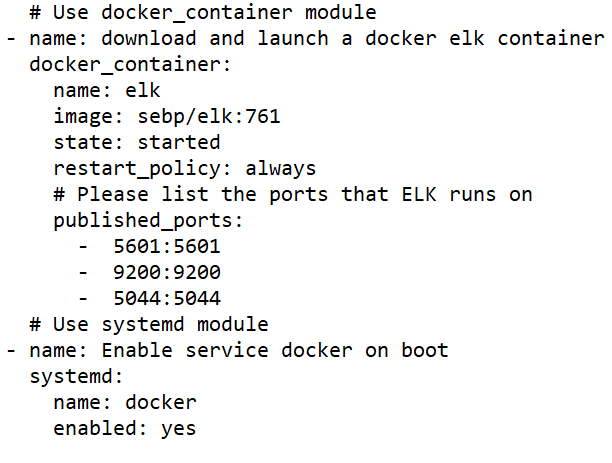 # Use docker_container module
- name: download and launch a docker elk container
docker_container:
name: elk
image: sebp/elk:761
state: started
restart_policy: always
# Please list the ports that ELK runs on
published_ports:
- 5601:5601
- 9200:9200
- 5044:5044
# Use systemd module
- name: Enable service docker on boot
systemd:
name: docker
enabled: yes